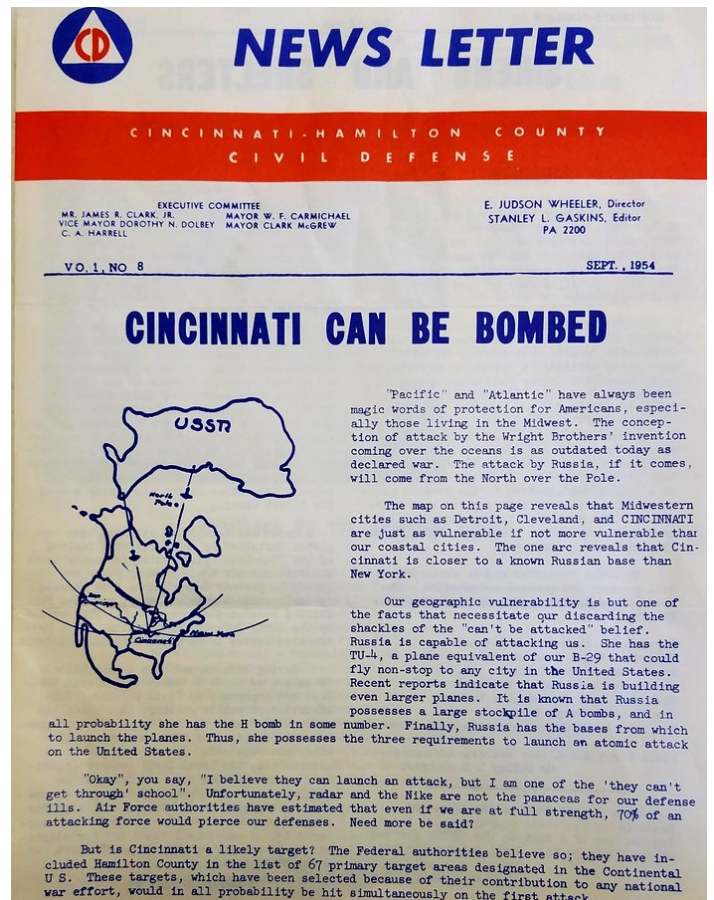 CD
NEWS LETTER
CINCINNATI-HAMILTON COUNTY
CIVIL DEFENSE
EXECUTIVE COMMITTEE
MR. JAMES R. CLARK, JR. MAYOR W. F. CARMICHAEL
VICE MAYOR DOROTHY N. DOLBEY MAYOR CLARK McGREW
C. A. HARRELL
E. JUDSON WHEELER, Director
STANLEY L. GASKINS, Editor
PA 2200
VO. 1, NO 8 SEPT., 1954
CINCINNATI CAN BE BOMBED
USSR
North
Pole
San
New York
Cincinnati
"Pacific" and "Atlantic" have always been
magic words of protection for Americans, especi-
ally those living in the Midwest. The concep-
tion of attack by the Wright Brothers' invention
coming over the oceans is as outdated today as
declared war. The attack by Russia, if it comes,
will come from the North over the Pole.
The map on this page reveals that Midwestern
cities such as Detroit, Cleveland, and CINCINNATI
are just as vulnerable if not more vulnerable than
our coastal cities. The one arc reveals that Cin-
cinnati is closer to a known Russian base than
New York.
Our geographic vulnerability is but one of
the facts that necessitate our discarding the
shackles of the "can't be attacked" belief.
Russia is capable of attacking us. She has the
TU-4, a plane equivalent of our B-29 that could
fly non-stop to any city in the United States.
Recent reports indicate that Russia is building
even larger planes. It is known that Russia
possesses a large stockpile of A bombs, and in
all probability she has the H bomb in some number. Finally, Russia has the bases from which
to launch the planes. Thus, she possesses the three requirements to launch an atomic attack
on the United States.
"Okay", you say, "I believe they can launch an attack, but I am one of the 'they can't
get through' school". Unfortunately, radar and the Nike are not the panaceas for our defense
ills. Air Force authorities have estimated that even if we are at full strength, 70% of an
attacking force would pierce our defenses. Need more be said?
But is Cincinnati a likely target? The Federal authorities believe so; they have in-
cluded Hamilton County in the list of 67 primary target areas designated in the Continental
U S. These targets, which have been selected because of their contribution to any national
war effort, would in all probability be hit simultaneously on the first attack